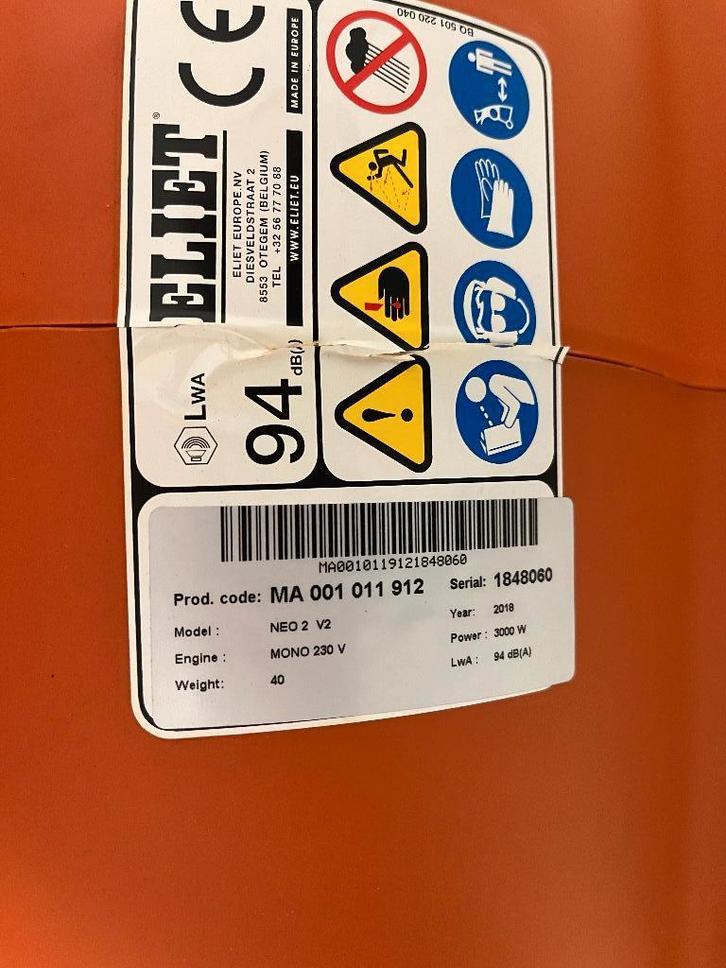 CE
ELIET®
ELIET EUROPE.NV
DIESVELDSTRAAT 2
8553 OTEGEM (BELGIUM)
TEL +32 56 77 70 88
WWW.ELIET.EU
MADE IN EUROPE
BQ 501 220 040
LWA
94 dB(A)
MA0010119121848060
Prod. code: MA 001 011 912
Serial: 1848060
Model : NEO 2 V2
Year: 2018
Engine : MONO 230 V
Power : 3000 W
Weight: 40
LwA : 94 dB(A)